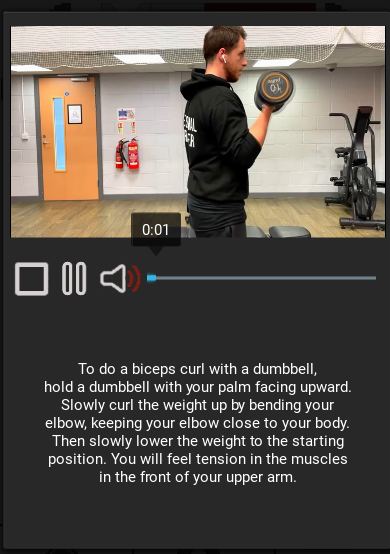 0:01
To do a biceps curl with a dumbbell,
hold a dumbbell with your palm facing upward.
Slowly curl the weight up by bending your
elbow, keeping your elbow close to your body.
Then slowly lower the weight to the starting
position. You will feel tension in the muscles
in the front of your upper arm.